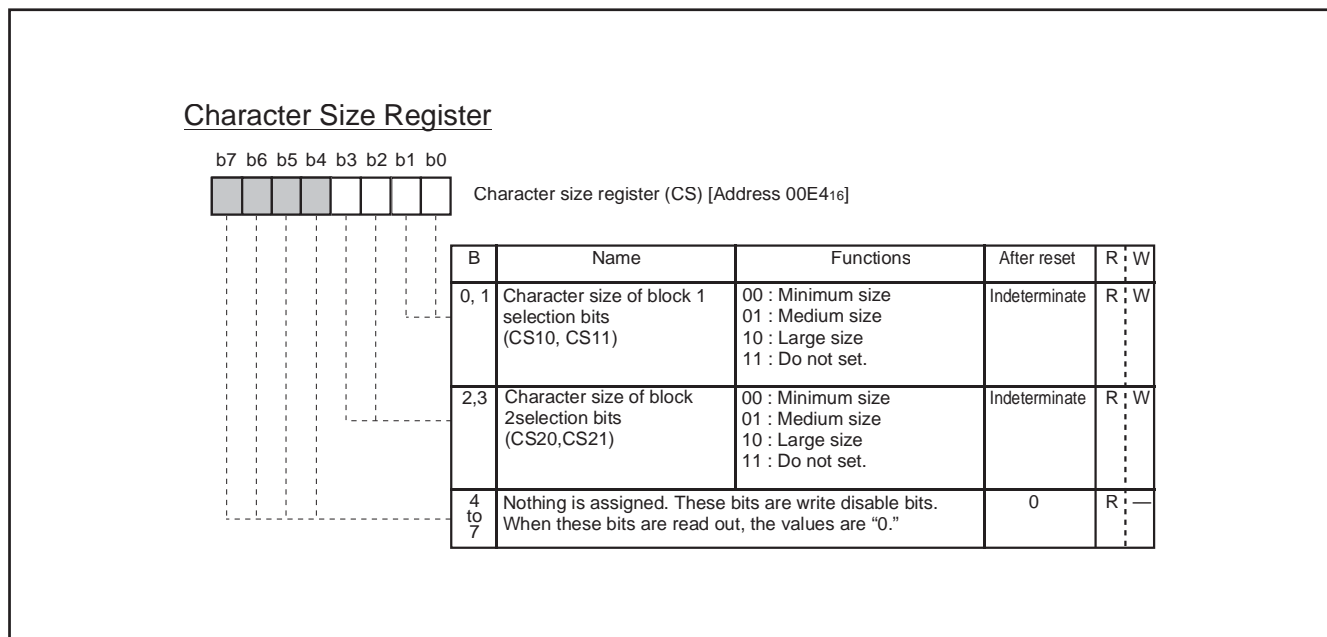 Character Size Register
b7 b6 b5 b4 b3 b2 b1 b0
Character size register (CS) [Address 00E416]
B Name Functions After reset R W
0, 1 Character size of block 1 selection bits (CS10, CS11) 00 : Minimum size Indeterminate R W
01 : Medium size
10 : Large size
11 : Do not set.
2,3 Character size of block 2selection bits (CS20,CS21) 00 : Minimum size Indeterminate R W
01 : Medium size
10 : Large size
11 : Do not set.
4 to 7 Nothing is assigned. These bits are write disable bits. 0 R —
When these bits are read out, the values are “0.”